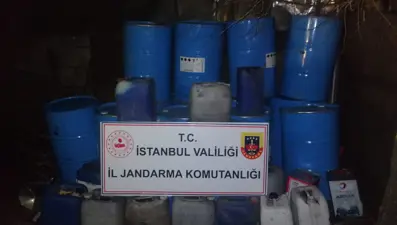 T.C.
İSTANBUL VALİLİĞİ
İL JANDARMA KOMUTANLIĞI